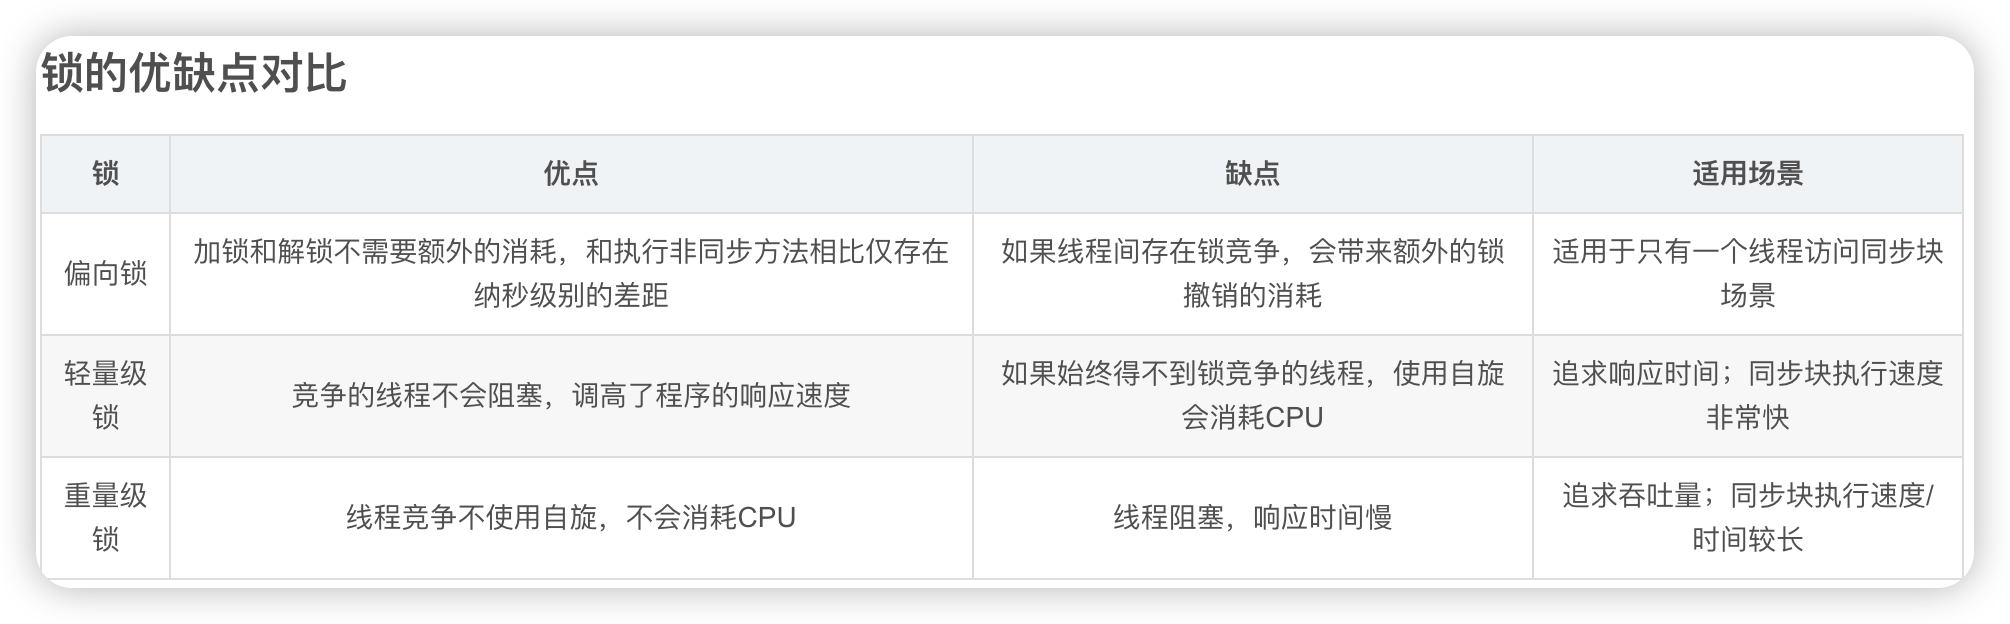 锁的优缺点对比
锁
优点
缺点
适用场景
偏向锁
加锁和解锁不需要额外的消耗，和执行非同步方法相比仅存在
纳秒级别的差距
如果线程间存在锁竞争，会带来额外的锁
撤销的消耗
适用于只有一个线程访问同步块
场景
轻量级
锁
竞争的线程不会阻塞，调高了程序的响应速度
如果始终得不到锁竞争的线程，使用自旋
会消耗CPU
追求响应时间；同步块执行速度
非常快
重量级
锁
线程竞争不使用自旋，不会消耗CPU
线程阻塞，响应时间慢
追求吞吐量；同步块执行速度/
时间较长